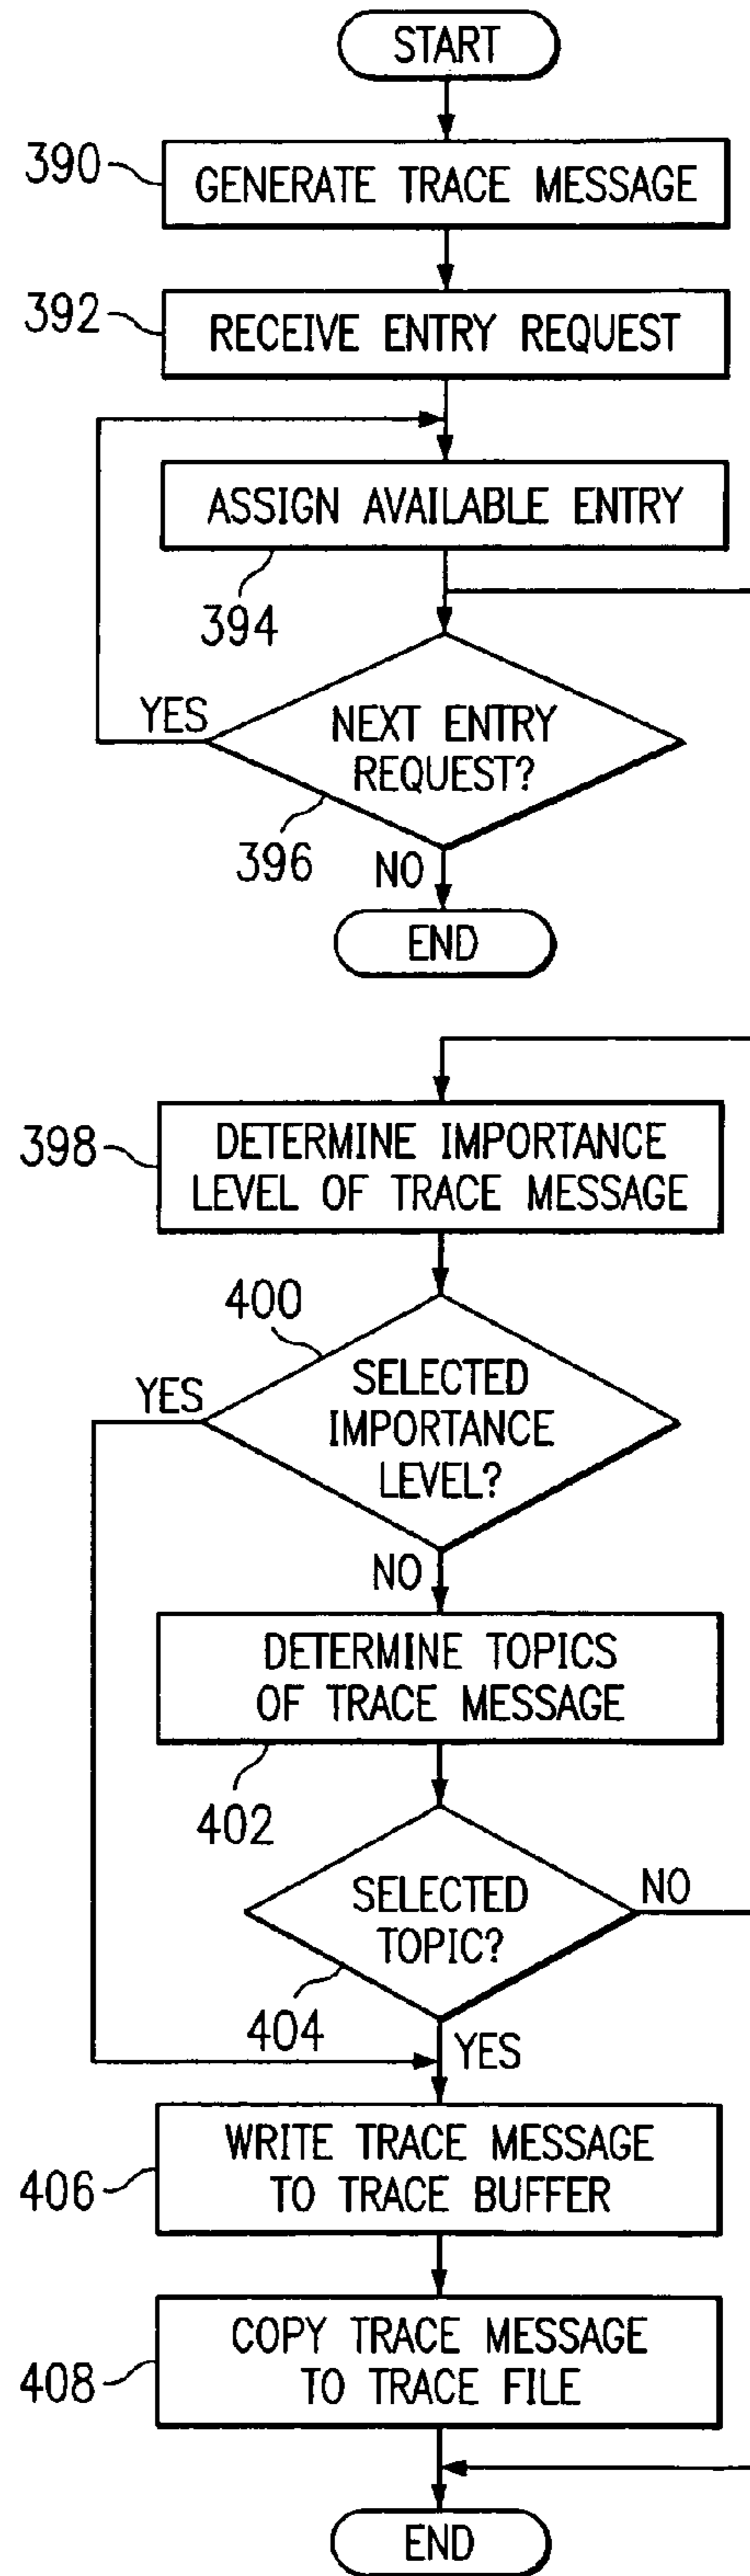 START
390
GENERATE TRACE MESSAGE
392
RECEIVE ENTRY REQUEST
ASSIGN AVAILABLE ENTRY
394
YES
NEXT ENTRY
REQUEST?
396
NO
END
398
DETERMINE IMPORTANCE
LEVEL OF TRACE MESSAGE
400
YES
SELECTED
IMPORTANCE
LEVEL?
NO
DETERMINE TOPICS
OF TRACE MESSAGE
402
SELECTED
TOPIC?
NO
404
YES
WRITE TRACE MESSAGE
TO TRACE BUFFER
406
COPY TRACE MESSAGE
TO TRACE FILE
408
END